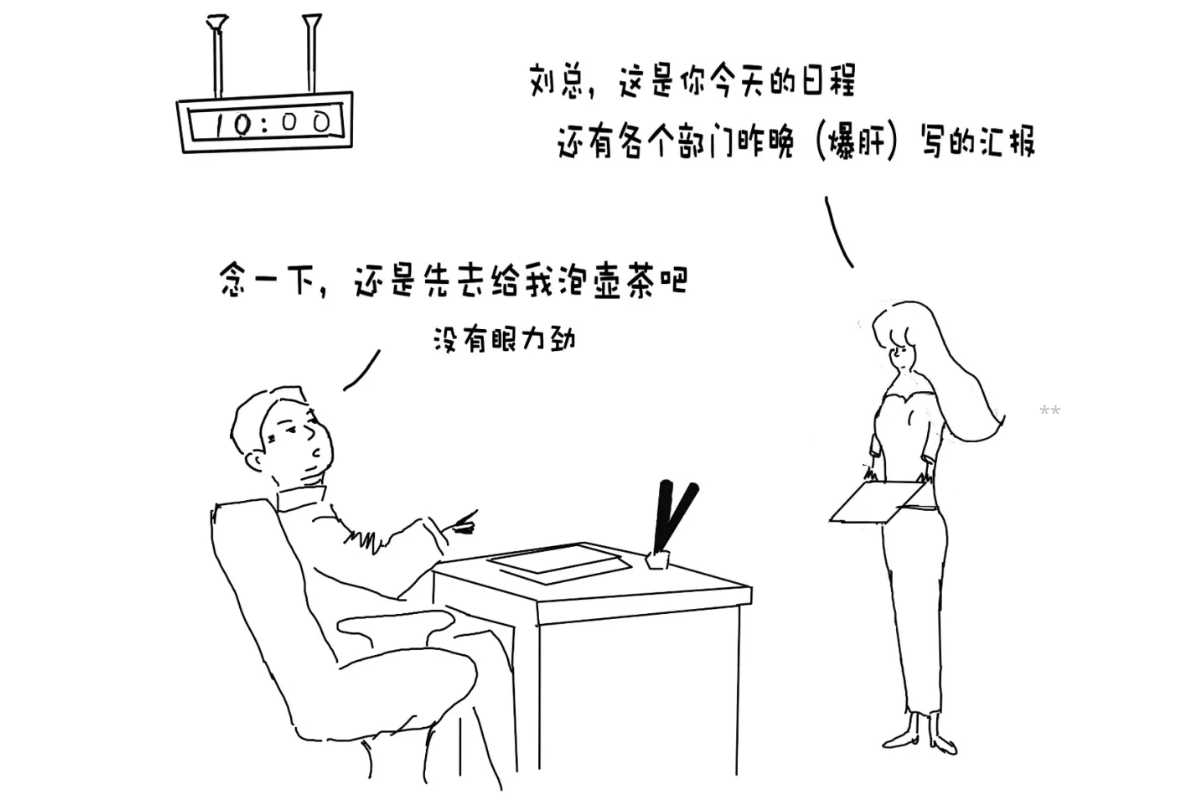 10:00
刘总，这是你今天的日程
还有各个部门昨晚（爆肝）写的汇报
念一下，还是先去给我泡壶茶吧
没有眼力劲
**